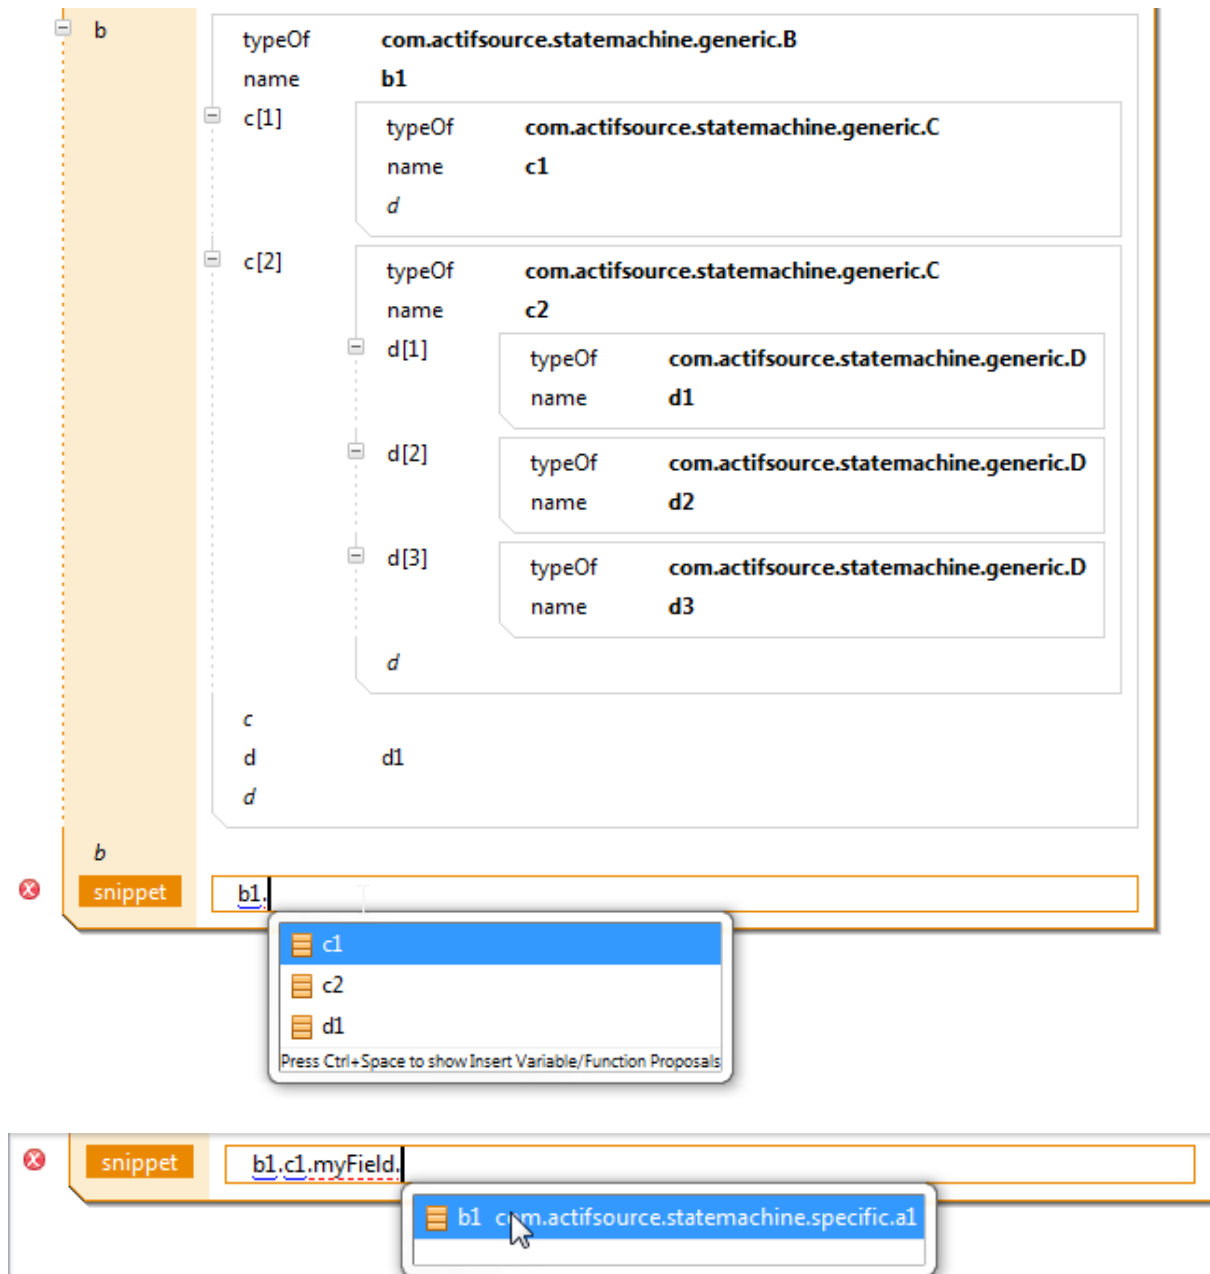 b
typeOf com.actifsource.statemachine.generic.B
name b1
c[1]
typeOf com.actifsource.statemachine.generic.C
name c1
d
c[2]
typeOf com.actifsource.statemachine.generic.C
name c2
d[1]
typeOf com.actifsource.statemachine.generic.D
name d1
d[2]
typeOf com.actifsource.statemachine.generic.D
name d2
d[3]
typeOf com.actifsource.statemachine.generic.D
name d3
d
c
d d1
d
b
snippet b1.
c1
c2
d1
Press Ctrl+Space to show Insert Variable/Function Proposals
snippet b1.c1.myField.
b1 com.actifsource.statemachine.specific.a1